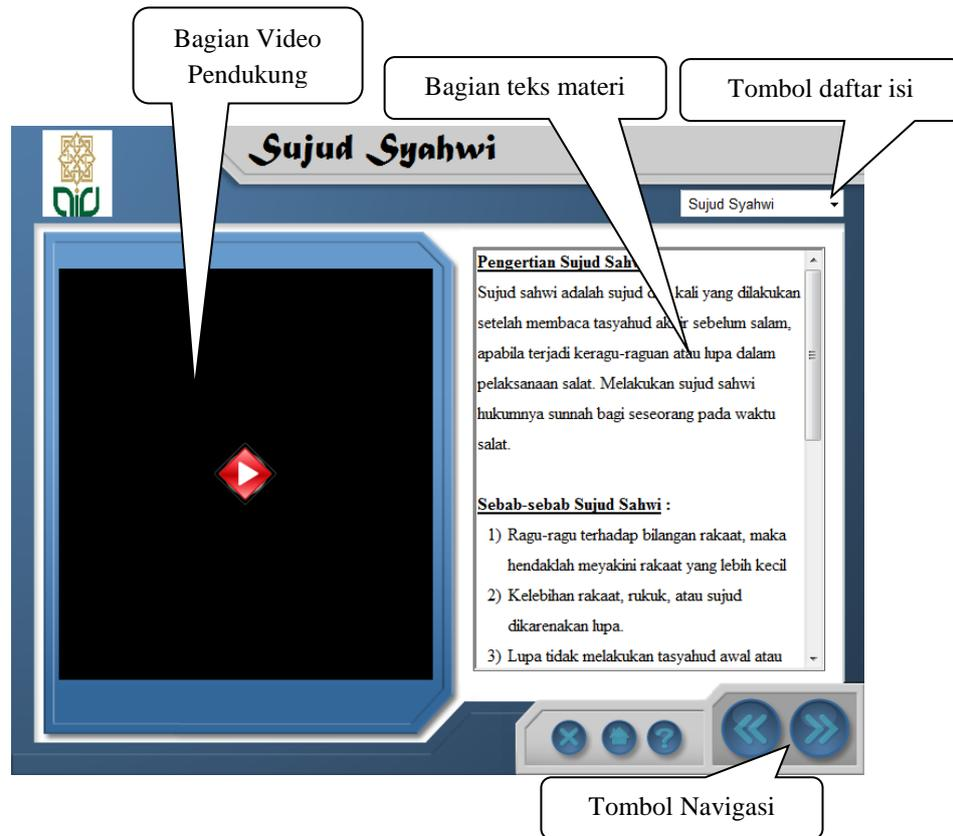 Bagian Video
Pendukung
Bagian teks materi
Tombol daftar isi
Sujud Syahwi
Sujud Syahwi
Pengertian Sujud Sah
Sujud sahwi adalah sujud kali yang dilakukan
setelah membaca tasyahud sebelum salam,
apabila terjadi keragu-raguan atau lupa dalam
pelaksanaan salat. Melakukan sujud sahwi
hukumnya sunnah bagi seseorang pada waktu
salat.
Sebab-sebab Sujud Sahwi :
1) Ragu-ragu terhadap bilangan rakaat, maka
hendaklah meyakini rakaat yang lebih kecil
2) Kelebihan rakaat, rukuk, atau sujud
dikarenakan lupa.
3) Lupa tidak melakukan tasyahud awal atau
Tombol Navigasi